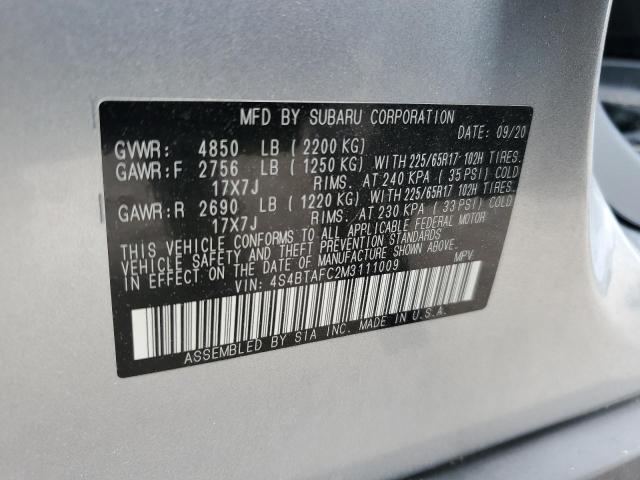 MFD BY SUBARU CORPORATION
DATE: 09/20
GVWR: 4850 LB (2200 KG)
GAWR:F 2756 LB (1250 KG) WITH 225/65R17 102H TIRES.
17X7J RIMS. AT 240 KPA (35 PSI) COLD
GAWR:R 2690 LB (1220 KG) WITH 225/65R17 102H TIRES.
17X7J RIMS. AT 230 KPA (33 PSI) COLD
THIS VEHICLE CONFORMS TO ALL APPLICABLE FEDERAL MOTOR
VEHICLE SAFETY AND THEFT PREVENTION STANDARDS
IN EFFECT ON THE DATE OF MANUFACTURE SHOWN ABOVE.
VIN: 4S4BTAFC2M3111009 MPV
ASSEMBLED BY SIA INC. MADE IN U.S.A.